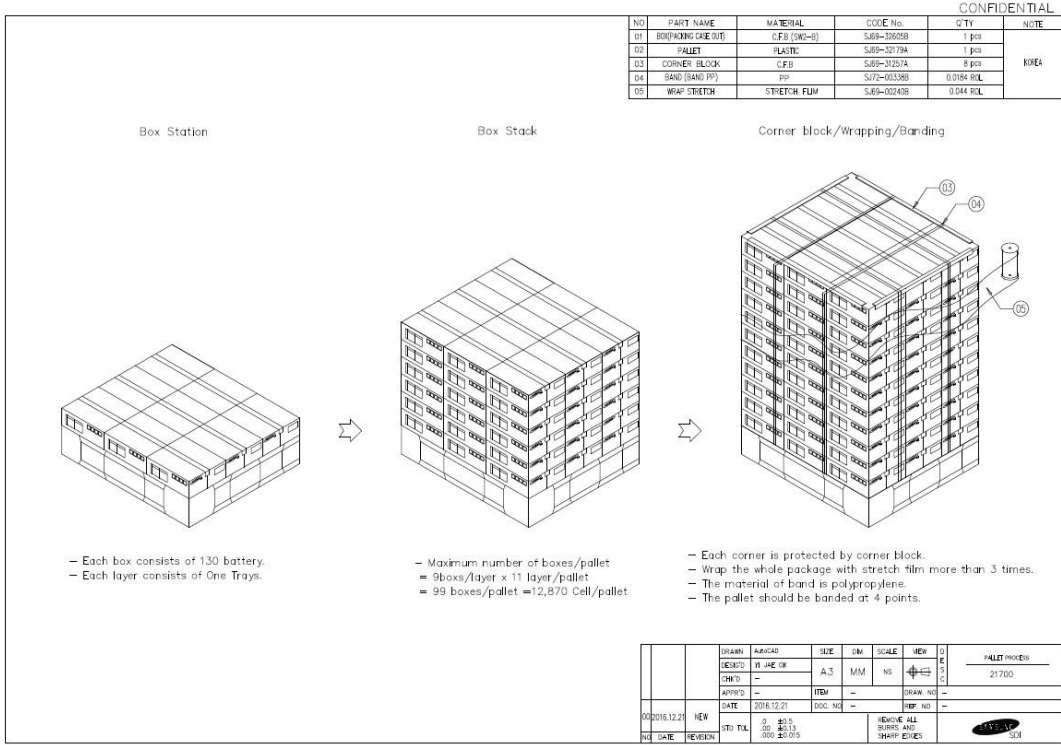 CONFIDENTIAL
NO PART NAME MATERIAL CODE No. Q'TY NOTE
01 BOX(PACKING CASE OUT) C.F.B (SW2-B) SJ69-32605B 1 pcs
02 PALLET PLASTIC SJ69-32179A 1 pcs
03 CORNER BLOCK C.F.B SJ69-31257A 8 pcs KOREA
04 BAND (BAND PP) PP SJ72-00338B 0.0184 ROL
05 WRAP STRETCH STRETCH FLIM SJ69-00240B 0.044 ROL
Box Station
Box Stack
Corner block/Wrapping/Banding
03
04
05
- Each box consists of 130 battery.
- Each layer consists of One Trays.
- Maximum number of boxes/pallet
= 9boxs/layer x 11 layer/pallet
= 99 boxes/pallet =12,870 Cell/pallet
- Each corner is protected by corner block.
- Wrap the whole package with stretch film more than 3 times.
- The material of band is polypropylene.
- The pallet should be banded at 4 points.
DRAWN AutoCAD SIZE DIM SCALE VIEW DESC PALLET PROCESS
DESIG'D YI JAE OK A3 MM NS 21700
CHK'D -
APPR'D - ITEM - DRAW. NO -
DATE 2016.12.21 DOC. NO - REF. NO -
00 2016.12.21 NEW
NO DATE REVISION
STD TOL .0 ±0.5
.00 ±0.13
.000 ±0.015
REMOVE ALL
BURRS AND
SHARP EDGES
SAMSUNG SDI